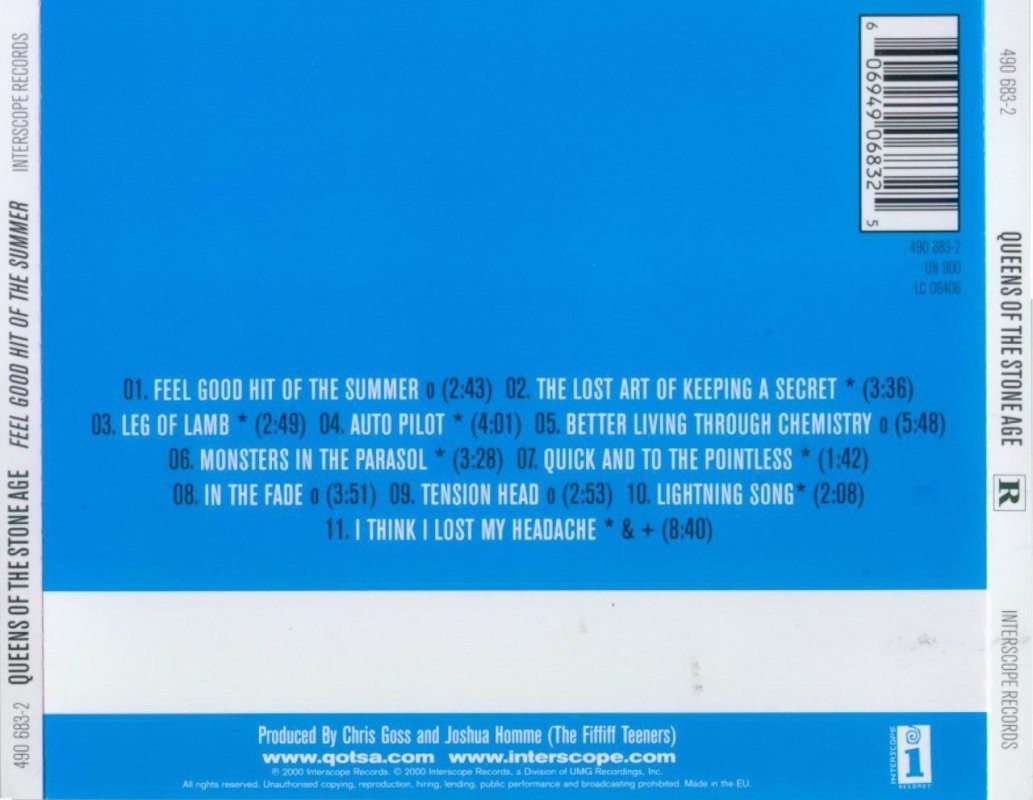 INTERSCOPE RECORDS
FEEL GOOD HIT OF THE SUMMER
QUEENS OF THE STONE AGE
490 683-2
6 06949 06832 5
490 683-2
UN 900
LC 06406
01. FEEL GOOD HIT OF THE SUMMER o (2:43) 02. THE LOST ART OF KEEPING A SECRET * (3:36)
03. LEG OF LAMB * (2:49) 04. AUTO PILOT * (4:01) 05. BETTER LIVING THROUGH CHEMISTRY o (5:48)
06. MONSTERS IN THE PARASOL * (3:28) 07. QUICK AND TO THE POINTLESS * (1:42)
08. IN THE FADE o (3:51) 09. TENSION HEAD o (2:53) 10. LIGHTNING SONG* (2:08)
11. I THINK I LOST MY HEADACHE * & + (8:40)
Produced By Chris Goss and Joshua Homme (The Fififf Teeners)
www.qotsa.com www.interscope.com
℗ 2000 Interscope Records. © 2000 Interscope Records, a Division of UMG Recordings, Inc.
All rights reserved. Unauthorised copying, reproduction, hiring, lending, public performance and broadcasting prohibited. Made in the EU.
INTERSCOPE
RECORDS
490 683-2
QUEENS OF THE STONE AGE
R
INTERSCOPE RECORDS